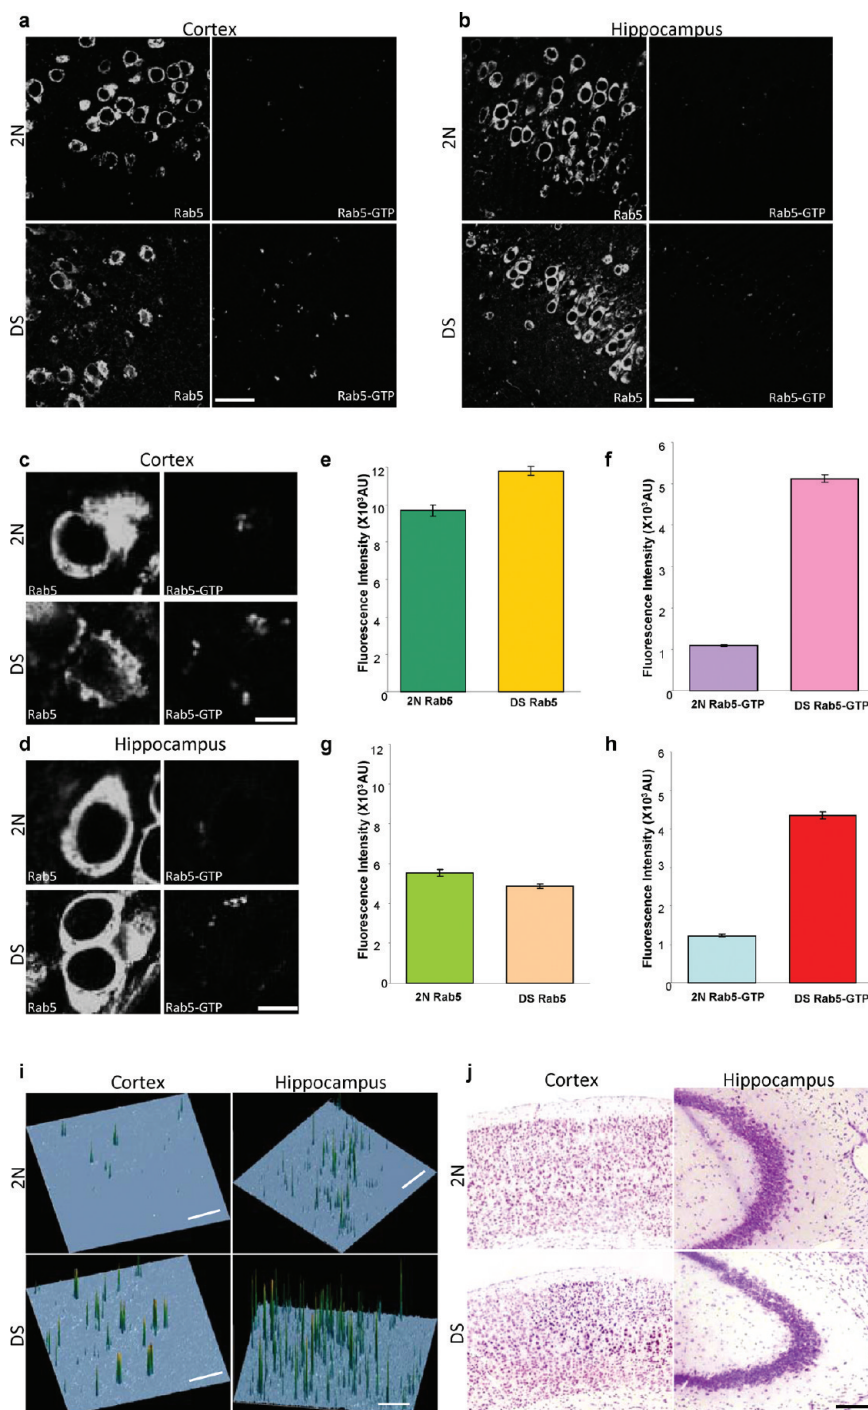 a
Cortex
2N
Rab5
Rab5-GTP
DS
Rab5
Rab5-GTP
b
Hippocampus
2N
Rab5
Rab5-GTP
DS
Rab5
Rab5-GTP
c
Cortex
2N
Rab5
Rab5-GTP
DS
Rab5
Rab5-GTP
d
Hippocampus
2N
Rab5
Rab5-GTP
DS
Rab5
Rab5-GTP
e
Fluorescence Intensity (X10³AU)
12
10
8
6
4
2
0
2N Rab5
DS Rab5
f
Fluorescence Intensity (X10³AU)
6
5
4
3
2
1
0
2N Rab5-GTP
DS Rab5-GTP
g
Fluorescence Intensity (X10³AU)
12
10
8
6
4
2
0
2N Rab5
DS Rab5
h
Fluorescence Intensity (X10³AU)
6
5
4
3
2
1
0
2N Rab5-GTP
DS Rab5-GTP
i
Cortex
Hippocampus
2N
DS
j
Cortex
Hippocampus
2N
DS